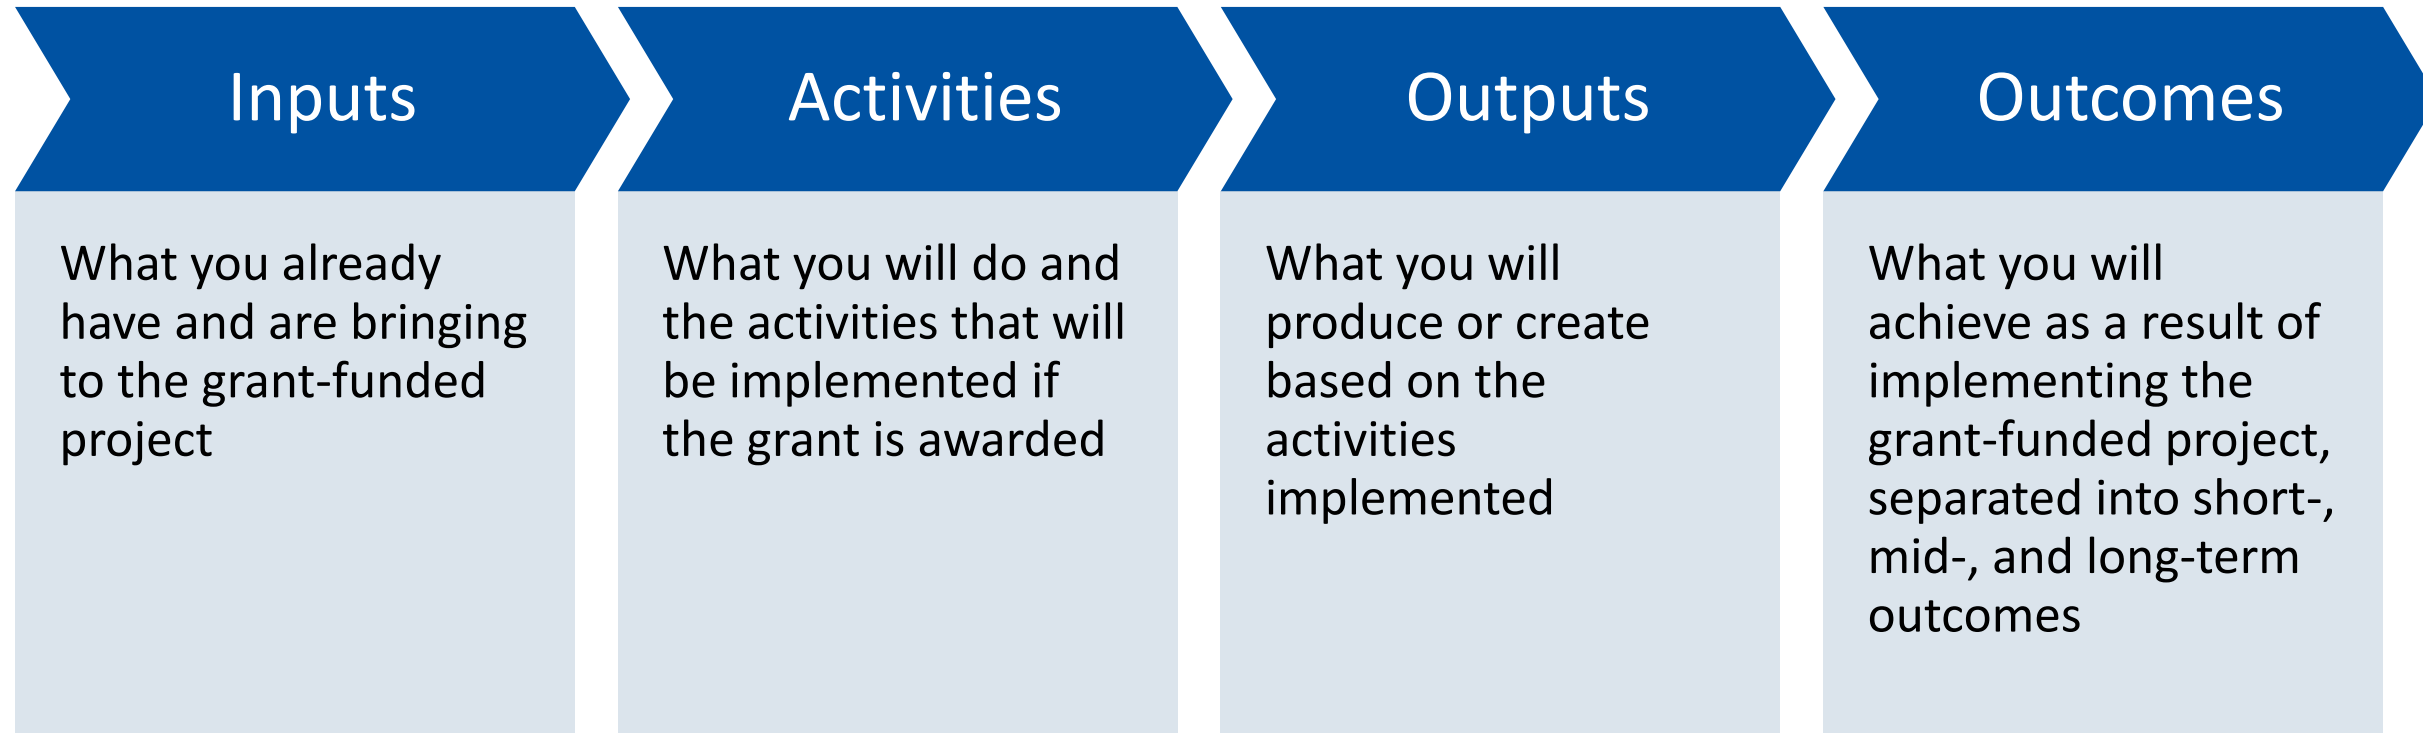 Inputs
What you already
have and are bringing
to the grant-funded
project
Activities
What you will do and
the activities that will
be implemented if
the grant is awarded
Outputs
What you will
produce or create
based on the
activities
implemented
Outcomes
What you will
achieve as a result of
implementing the
grant-funded project,
separated into short-,
mid-, and long-term
outcomes